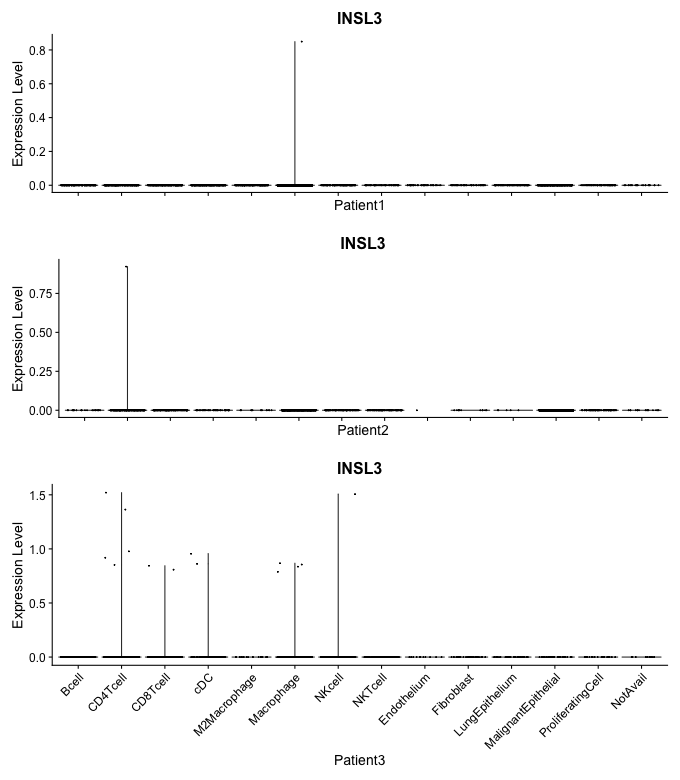 INSL3
Expression Level
0.8
0.6
0.4
0.2
0.0
Patient1
INSL3
Expression Level
0.75
0.50
0.25
0.00
Patient2
INSL3
Expression Level
1.5
1.0
0.5
0.0
Bcell
CD4Tcell
CD8Tcell
cDC
M2Macrophage
Macrophage
NKcell
NKTcell
Endothelium
Fibroblast
LungEpithelium
MalignantEpithelial
ProliferatingCell
NotAvail
Patient3